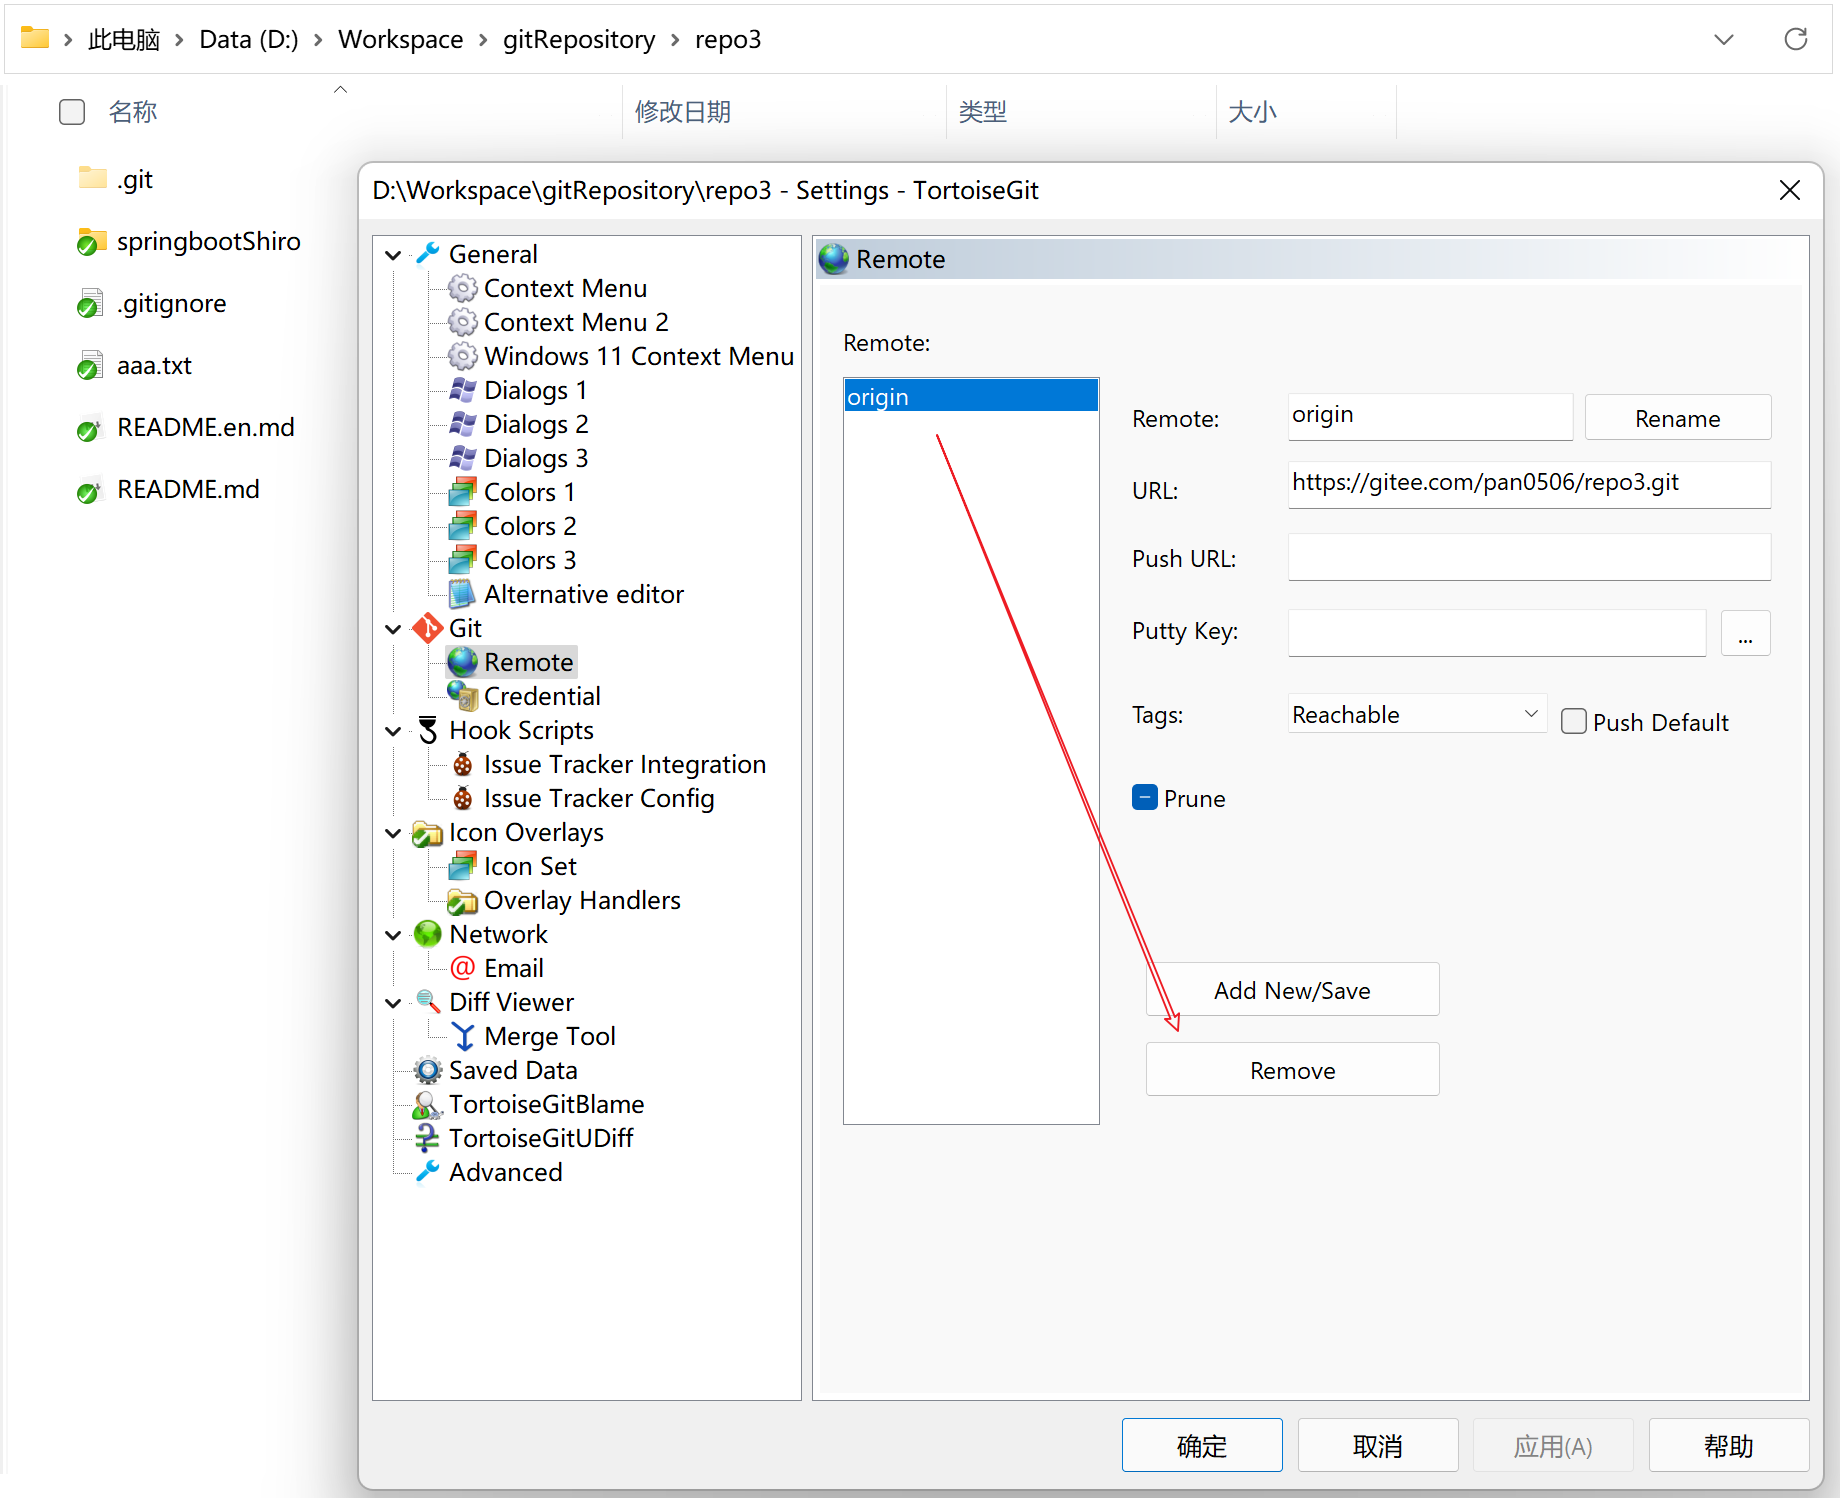 此电脑 Data (D:) Workspace gitRepository repo3
名称 修改日期 类型 大小
.git
springbootShiro
.gitignore
aaa.txt
README.en.md
README.md
D:\Workspace\gitRepository\repo3 - Settings - TortoiseGit
General
Context Menu
Context Menu 2
Windows 11 Context Menu
Dialogs 1
Dialogs 2
Dialogs 3
Colors 1
Colors 2
Colors 3
Alternative editor
Git
Remote
Credential
Hook Scripts
Issue Tracker Integration
Issue Tracker Config
Icon Overlays
Icon Set
Overlay Handlers
Network
Email
Diff Viewer
Merge Tool
Saved Data
TortoiseGitBlame
TortoiseGitUDiff
Advanced
Remote
Remote:
origin
Remote: origin Rename
URL: https://gitee.com/pan0506/repo3.git
Push URL:
Putty Key: ...
Tags: Reachable Push Default
Prune
Add New/Save
Remove
确定 取消 应用(A) 帮助